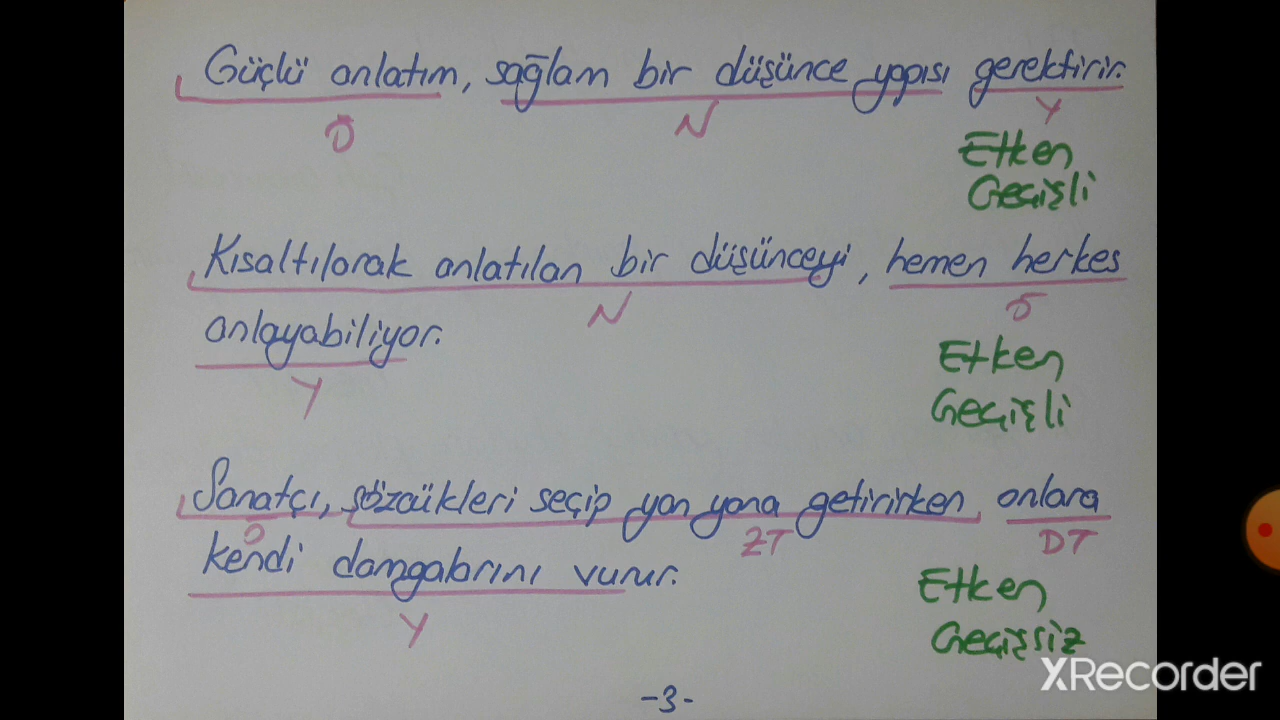 Güçlü anlatım, sağlam bir düşünce yapısı gerektirir.
Ö N Y
Etken
Geçişli
Kısaltılarak anlatılan bir düşünceyi, hemen herkes
N Ö
anlayabiliyor.
Y
Etken
Geçişli
Sanatçı, sözcükleri seçip yan yana getirirken onlara
Ö ZT DT
kendi damgalarını vurur.
Y
Etken
Geçişsiz
-3-
XRecorder